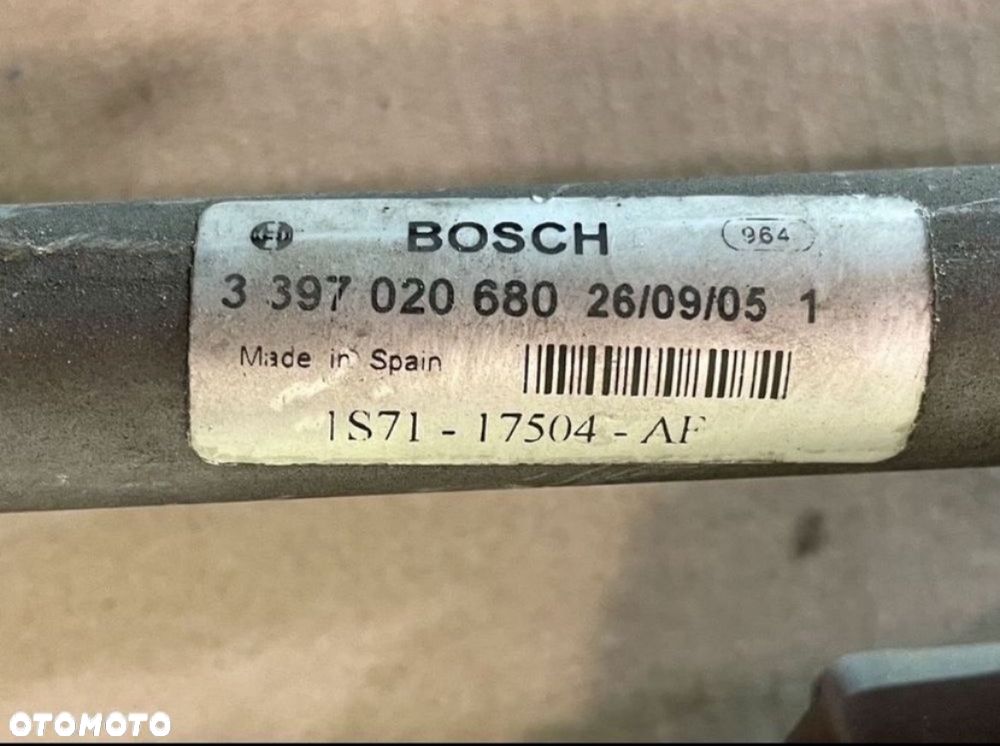 BOSCH 964
3 397 020 680 26/09/05 1
Made in Spain
1S71 - 17504 - AF
OTOMOTO